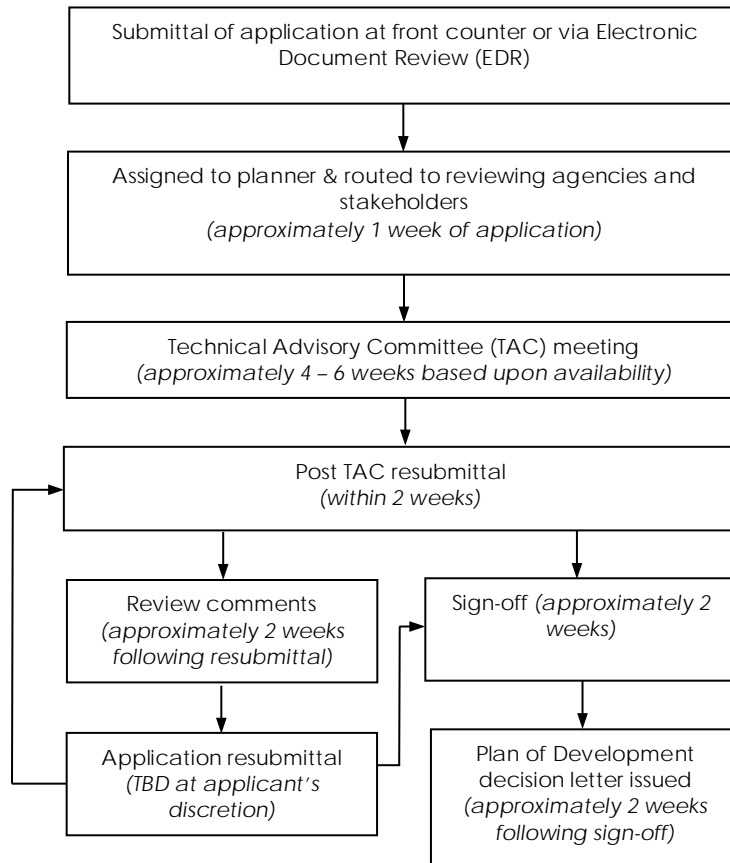 Submittal of application at front counter or via Electronic
Document Review (EDR)
Assigned to planner & routed to reviewing agencies and
stakeholders
(approximately 1 week of application)
Technical Advisory Committee (TAC) meeting
(approximately 4 – 6 weeks based upon availability)
Post TAC resubmittal
(within 2 weeks)
Review comments
(approximately 2 weeks
following resubmittal)
Sign-off (approximately 2
weeks)
Application resubmittal
(TBD at applicant’s
discretion)
Plan of Development
decision letter issued
(approximately 2 weeks
following sign-off)